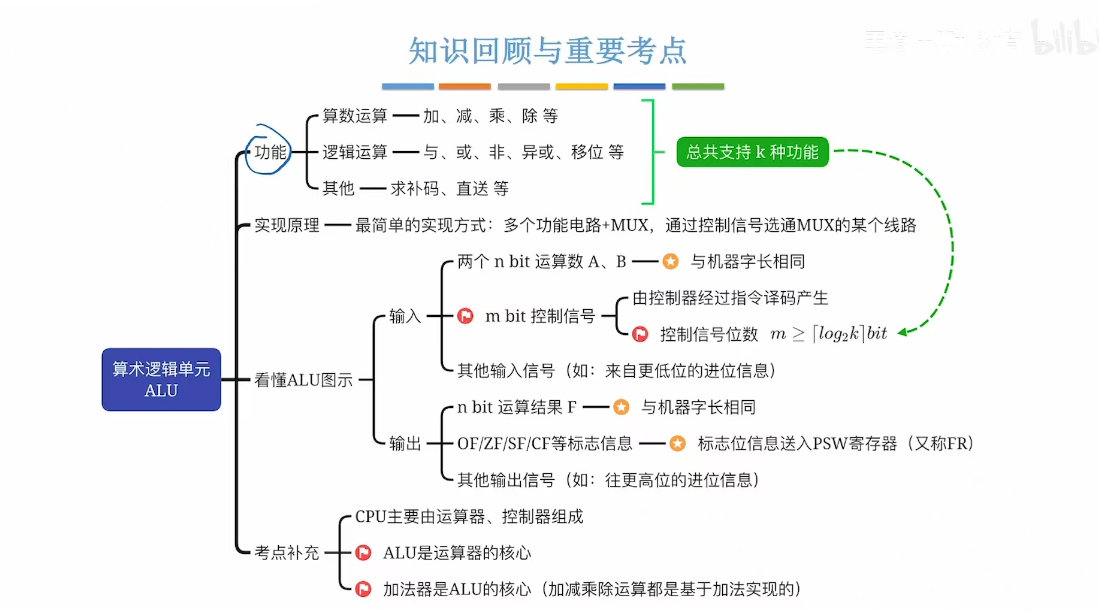 知识回顾与重要考点
bilibili
算数运算
加、减、乘、除 等
功能
逻辑运算
与、或、非、异或、移位 等
总共支持 k 种功能
其他
求补码、直送 等
实现原理
最简单的实现方式：多个功能电路+MUX，通过控制信号选通MUX的某个线路
两个 n bit 运算数 A、B
与机器字长相同
输入
m bit 控制信号
由控制器经过指令译码产生
控制信号位数 m ≥ ⌈log₂k⌉bit
其他输入信号（如：来自更低位的进位信息）
算术逻辑单元
ALU
看懂ALU图示
n bit 运算结果 F
与机器字长相同
输出
OF/ZF/SF/CF等标志信息
标志位信息送入PSW寄存器（又称FR）
其他输出信号（如：往更高位的进位信息）
考点补充
CPU主要由运算器、控制器组成
ALU是运算器的核心
加法器是ALU的核心（加减乘除运算都是基于加法实现的）